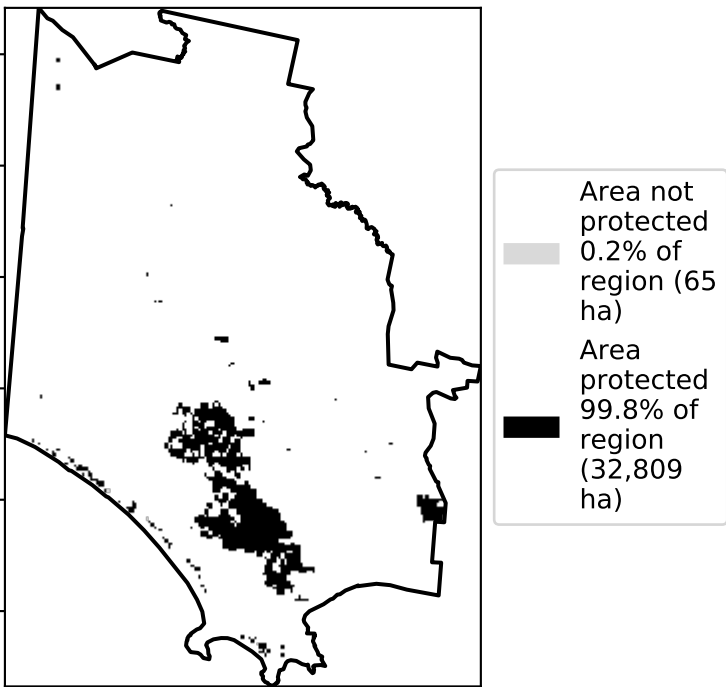 Area not
protected
0.2% of
region (65
ha)
Area
protected
99.8% of
region
(32,809
ha)